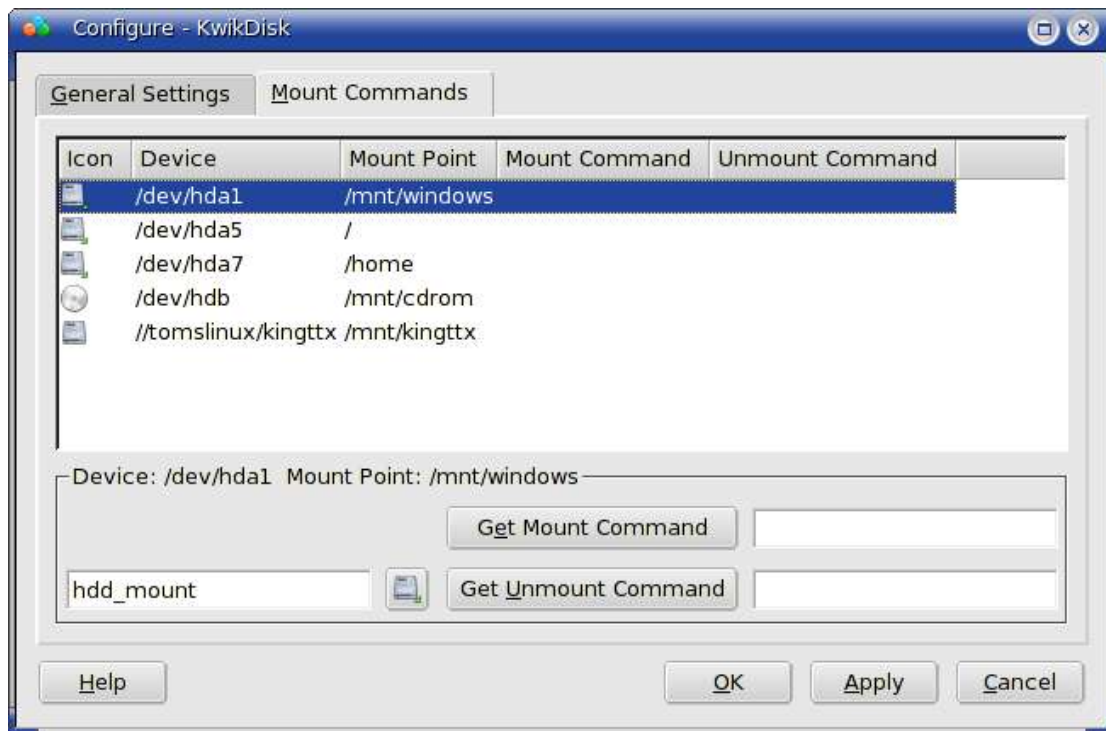 Configure - KwikDisk
General Settings Mount Commands
Icon Device Mount Point Mount Command Unmount Command
/dev/hda1 /mnt/windows
/dev/hda5 /
/dev/hda7 /home
/dev/hdb /mnt/cdrom
//tomslinux/kingttx /mnt/kingttx
Device: /dev/hda1 Mount Point: /mnt/windows
Get Mount Command
hdd_mount Get Unmount Command
Help OK Apply Cancel